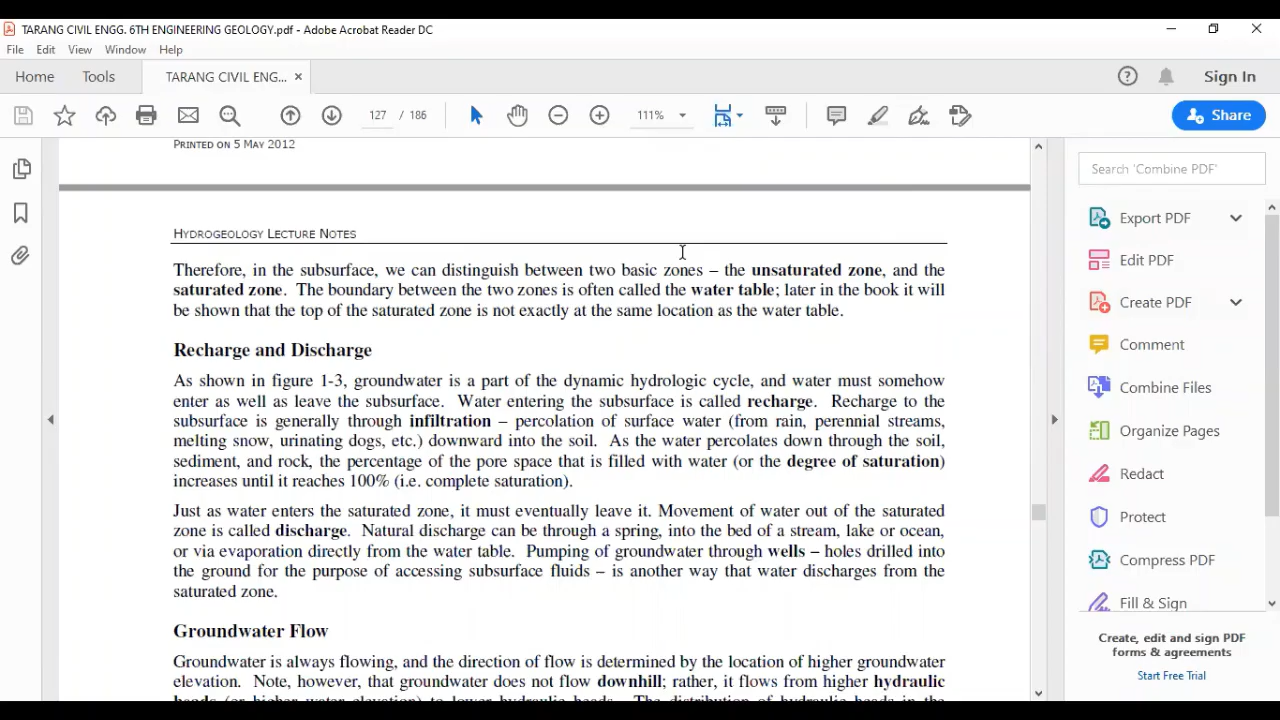 TARANG CIVIL ENGG. 6TH ENGINEERING GEOLOGY.pdf - Adobe Acrobat Reader DC
File Edit View Window Help
Home Tools TARANG CIVIL ENG... × Sign In
127 / 186 111% Share
PRINTED ON 5 MAY 2012
Search 'Combine PDF'
Export PDF
Edit PDF
Create PDF
Comment
Combine Files
Organize Pages
Redact
Protect
Compress PDF
Fill & Sign
Create, edit and sign PDF
forms & agreements
Start Free Trial
HYDROGEOLOGY LECTURE NOTES
Therefore, in the subsurface, we can distinguish between two basic zones – the unsaturated zone, and the
saturated zone. The boundary between the two zones is often called the water table; later in the book it will
be shown that the top of the saturated zone is not exactly at the same location as the water table.
Recharge and Discharge
As shown in figure 1-3, groundwater is a part of the dynamic hydrologic cycle, and water must somehow
enter as well as leave the subsurface. Water entering the subsurface is called recharge. Recharge to the
subsurface is generally through infiltration – percolation of surface water (from rain, perennial streams,
melting snow, urinating dogs, etc.) downward into the soil. As the water percolates down through the soil,
sediment, and rock, the percentage of the pore space that is filled with water (or the degree of saturation)
increases until it reaches 100% (i.e. complete saturation).
Just as water enters the saturated zone, it must eventually leave it. Movement of water out of the saturated
zone is called discharge. Natural discharge can be through a spring, into the bed of a stream, lake or ocean,
or via evaporation directly from the water table. Pumping of groundwater through wells – holes drilled into
the ground for the purpose of accessing subsurface fluids – is another way that water discharges from the
saturated zone.
Groundwater Flow
Groundwater is always flowing, and the direction of flow is determined by the location of higher groundwater
elevation. Note, however, that groundwater does not flow downhill; rather, it flows from higher hydraulic
heads (or higher water elevation) to lower hydraulic heads. The distribution of hydraulic heads in the